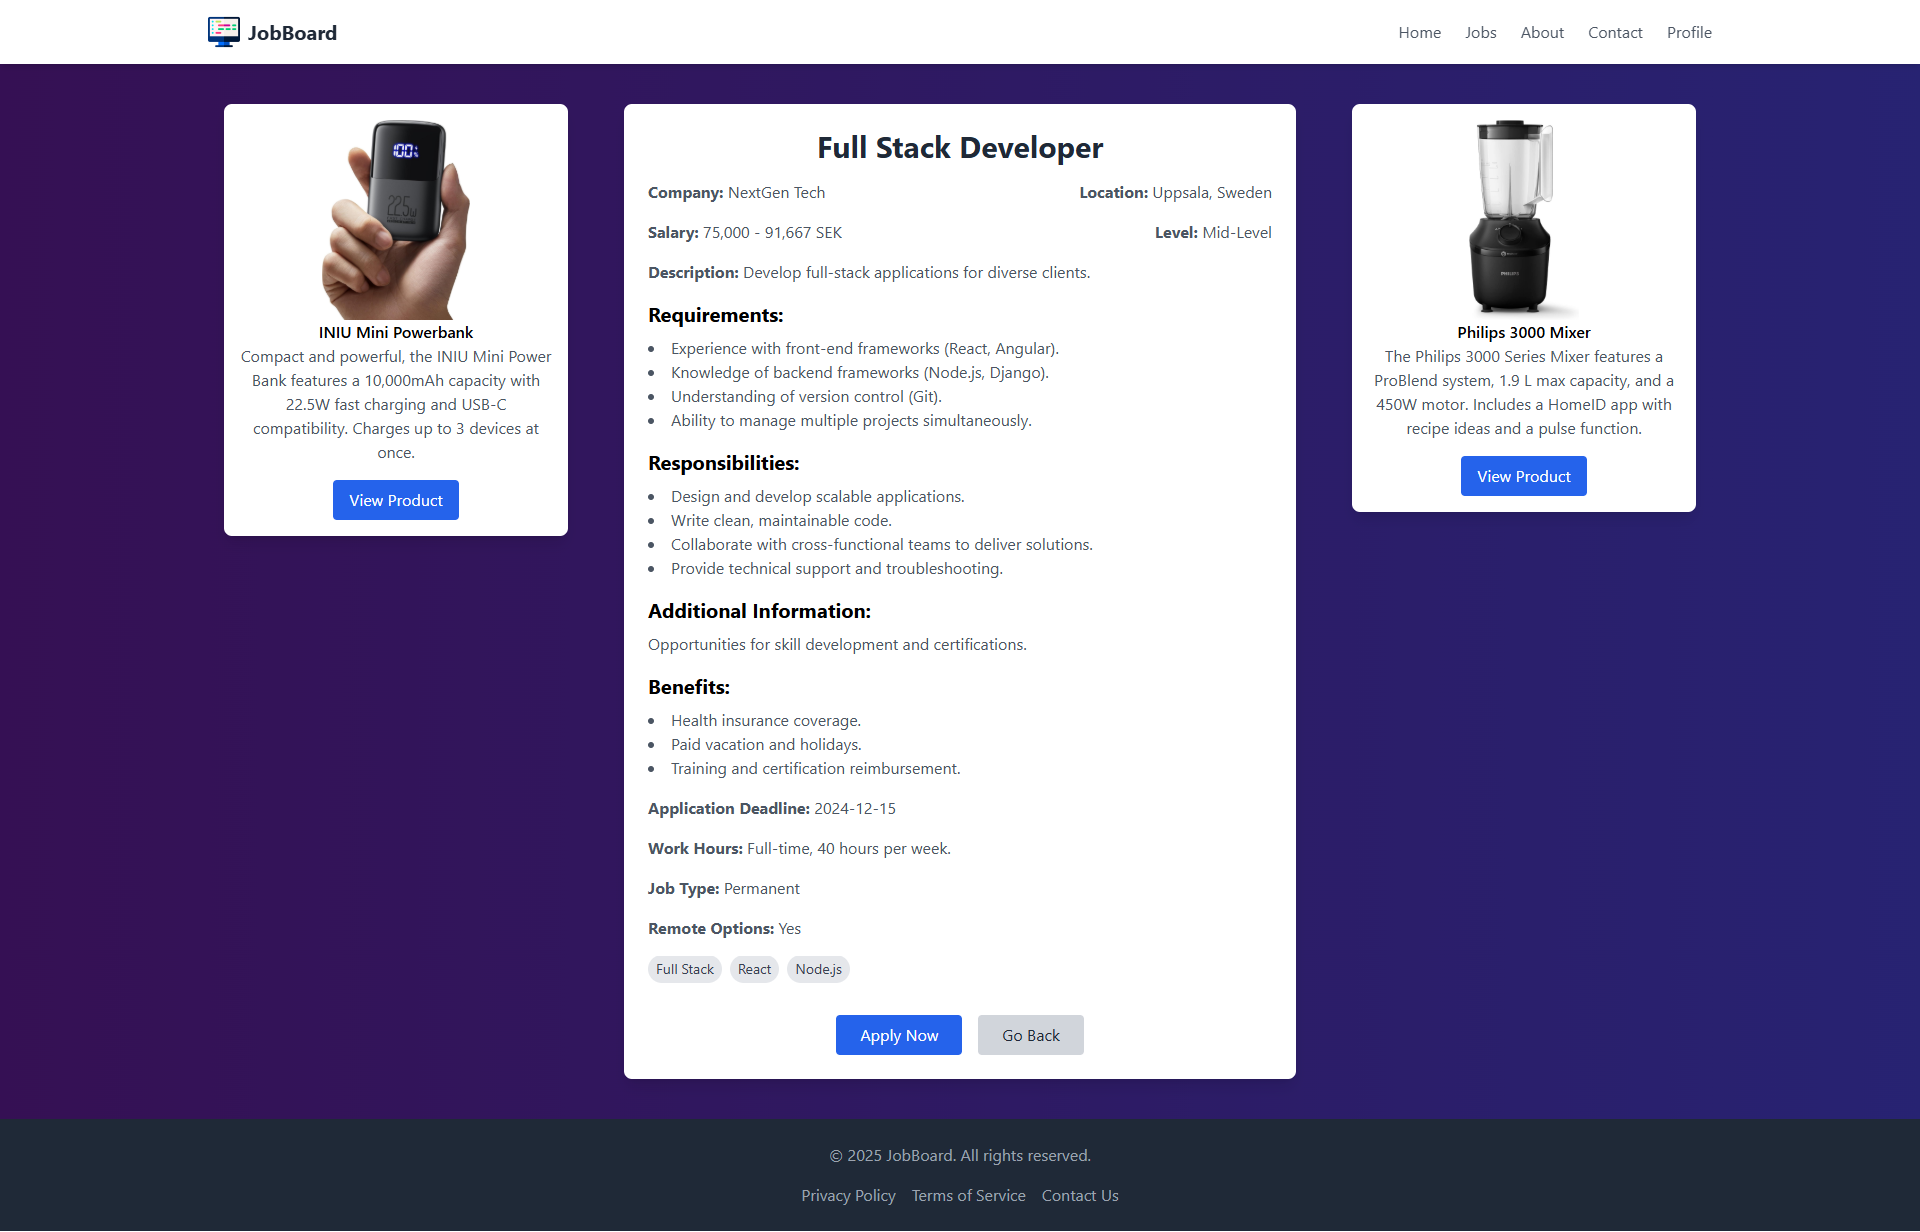 JobBoard
Home Jobs About Contact Profile
100%
22.5W
INIU Mini Powerbank
Compact and powerful, the INIU Mini Power
Bank features a 10,000mAh capacity with
22.5W fast charging and USB-C
compatibility. Charges up to 3 devices at
once.
View Product
Full Stack Developer
Company: NextGen Tech
Location: Uppsala, Sweden
Salary: 75,000 - 91,667 SEK
Level: Mid-Level
Description: Develop full-stack applications for diverse clients.
Requirements:
• Experience with front-end frameworks (React, Angular).
• Knowledge of backend frameworks (Node.js, Django).
• Understanding of version control (Git).
• Ability to manage multiple projects simultaneously.
Responsibilities:
• Design and develop scalable applications.
• Write clean, maintainable code.
• Collaborate with cross-functional teams to deliver solutions.
• Provide technical support and troubleshooting.
Additional Information:
Opportunities for skill development and certifications.
Benefits:
• Health insurance coverage.
• Paid vacation and holidays.
• Training and certification reimbursement.
Application Deadline: 2024-12-15
Work Hours: Full-time, 40 hours per week.
Job Type: Permanent
Remote Options: Yes
Full Stack React Node.js
Apply Now Go Back
PHILIPS
Philips 3000 Mixer
The Philips 3000 Series Mixer features a
ProBlend system, 1.9 L max capacity, and a
450W motor. Includes a HomeID app with
recipe ideas and a pulse function.
View Product
© 2025 JobBoard. All rights reserved.
Privacy Policy Terms of Service Contact Us